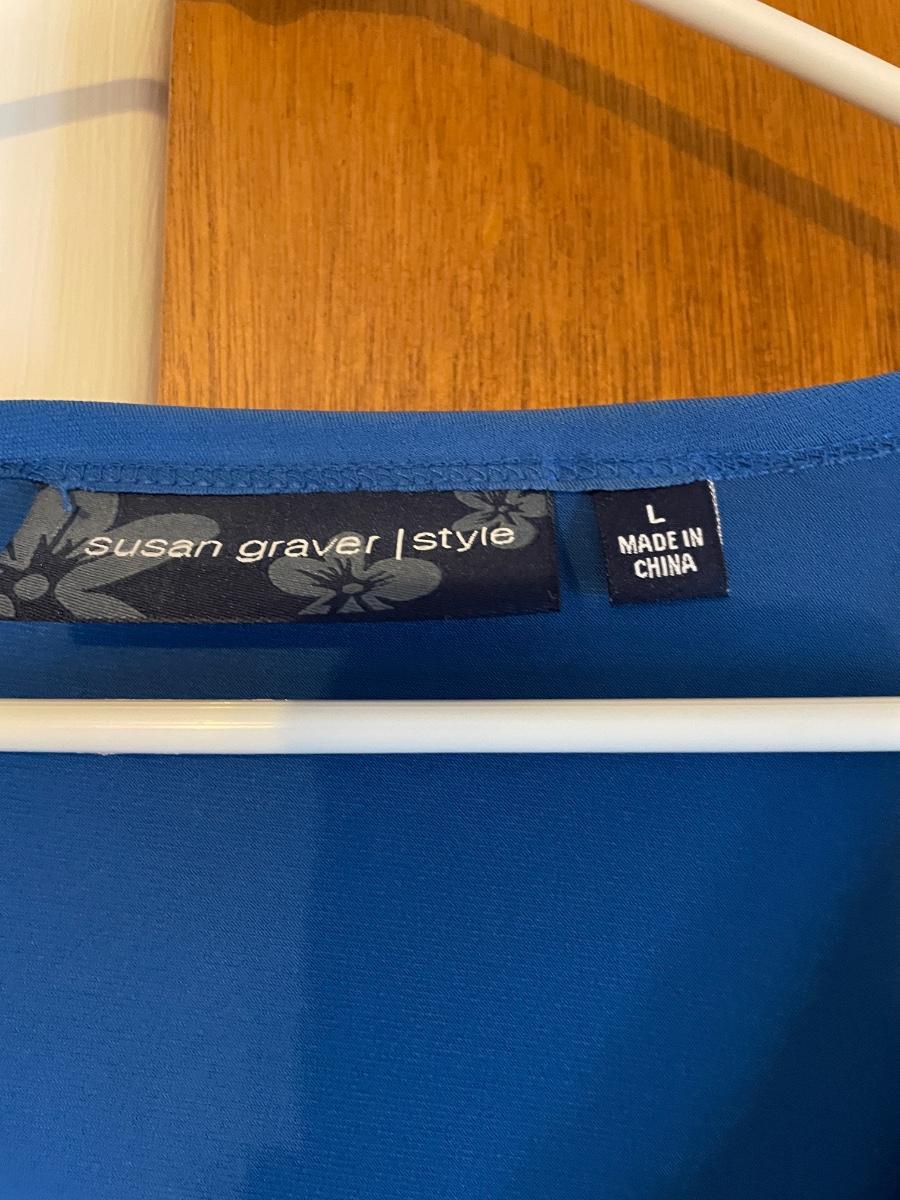 susan graver | style
L
MADE IN
CHINA